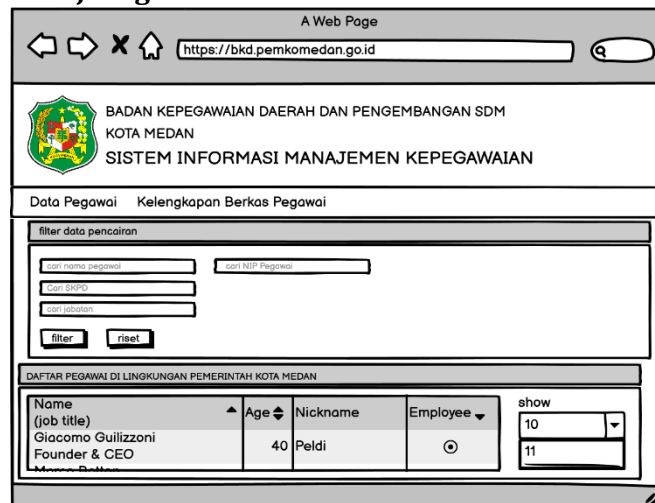 A Web Page
https://bkd.pemkomedan.go.id
BADAN KEPEGAWAIAN DAERAH DAN PENGEMBANGAN SDM
KOTA MEDAN
SISTEM INFORMASI MANAJEMEN KEPEGAWAIAN
Data Pegawai Kelengkapan Berkas Pegawai
filter data pencairan
cari nama pegawai cari NIP Pegawai
Cari SKPD
cari jabatan
filter riset
DAFTAR PEGAWAI DI LINGKUNGAN PEMERINTAH KOTA MEDAN
Name
(job title) Age Nickname Employee
show
10
11
Giacomo Guilizzoni
Founder & CEO 40 Peldi